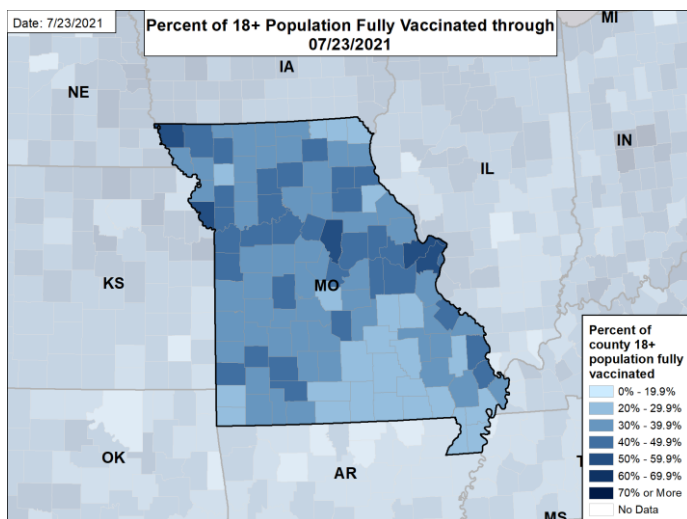 Date: 7/23/2021
Percent of 18+ Population Fully Vaccinated through
07/23/2021
MI
IA
NE
IN
IL
KS
MO
OK
AR
MS
Percent of
county 18+
population fully
vaccinated
0% - 19.9%
20% - 29.9%
30% - 39.9%
40% - 49.9%
50% - 59.9%
60% - 69.9%
70% or More
No Data